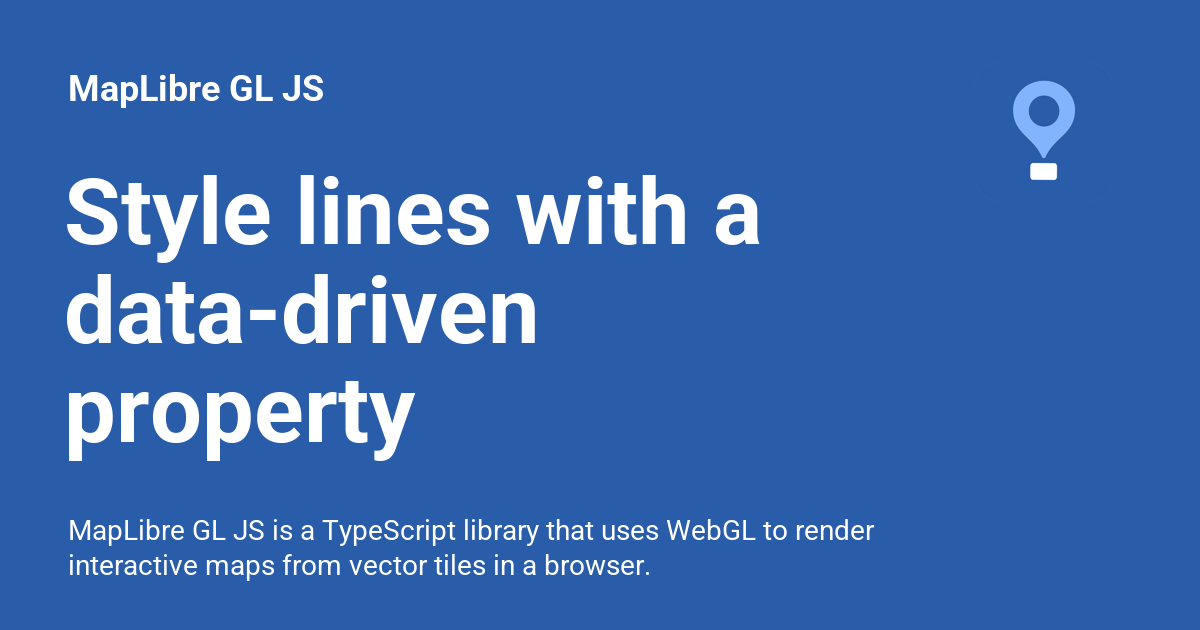 MapLibre GL JS
Style lines with a
data-driven
property
MapLibre GL JS is a TypeScript library that uses WebGL to render
interactive maps from vector tiles in a browser.